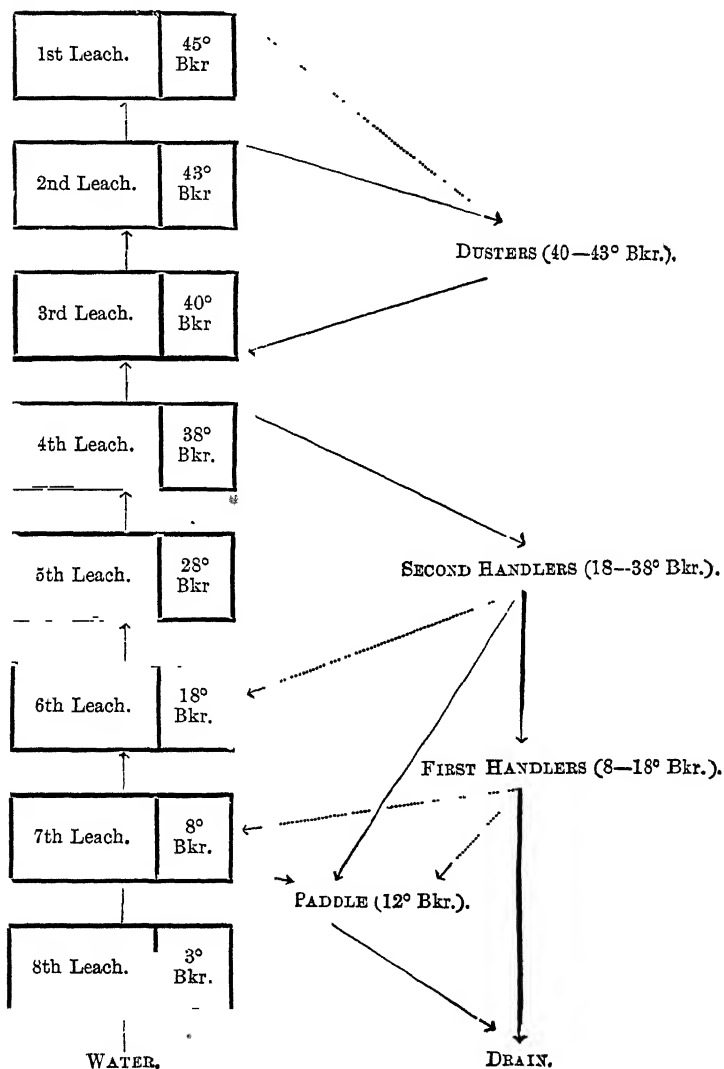 1st Leach.
45°
Bkr
2nd Leach.
43°
Bkr
DUSTERS (40—43° Bkr.).
3rd Leach.
40°
Bkr
4th Leach.
38°
Bkr.
5th Leach.
28°
Bkr
SECOND HANDLERS (18--38° Bkr.).
6th Leach.
18°
Bkr.
FIRST HANDLERS (8—18° Bkr.).
7th Leach.
8°
Bkr.
PADDLE (12° Bkr.).
8th Leach.
3°
Bkr.
WATER.
DRAIN.